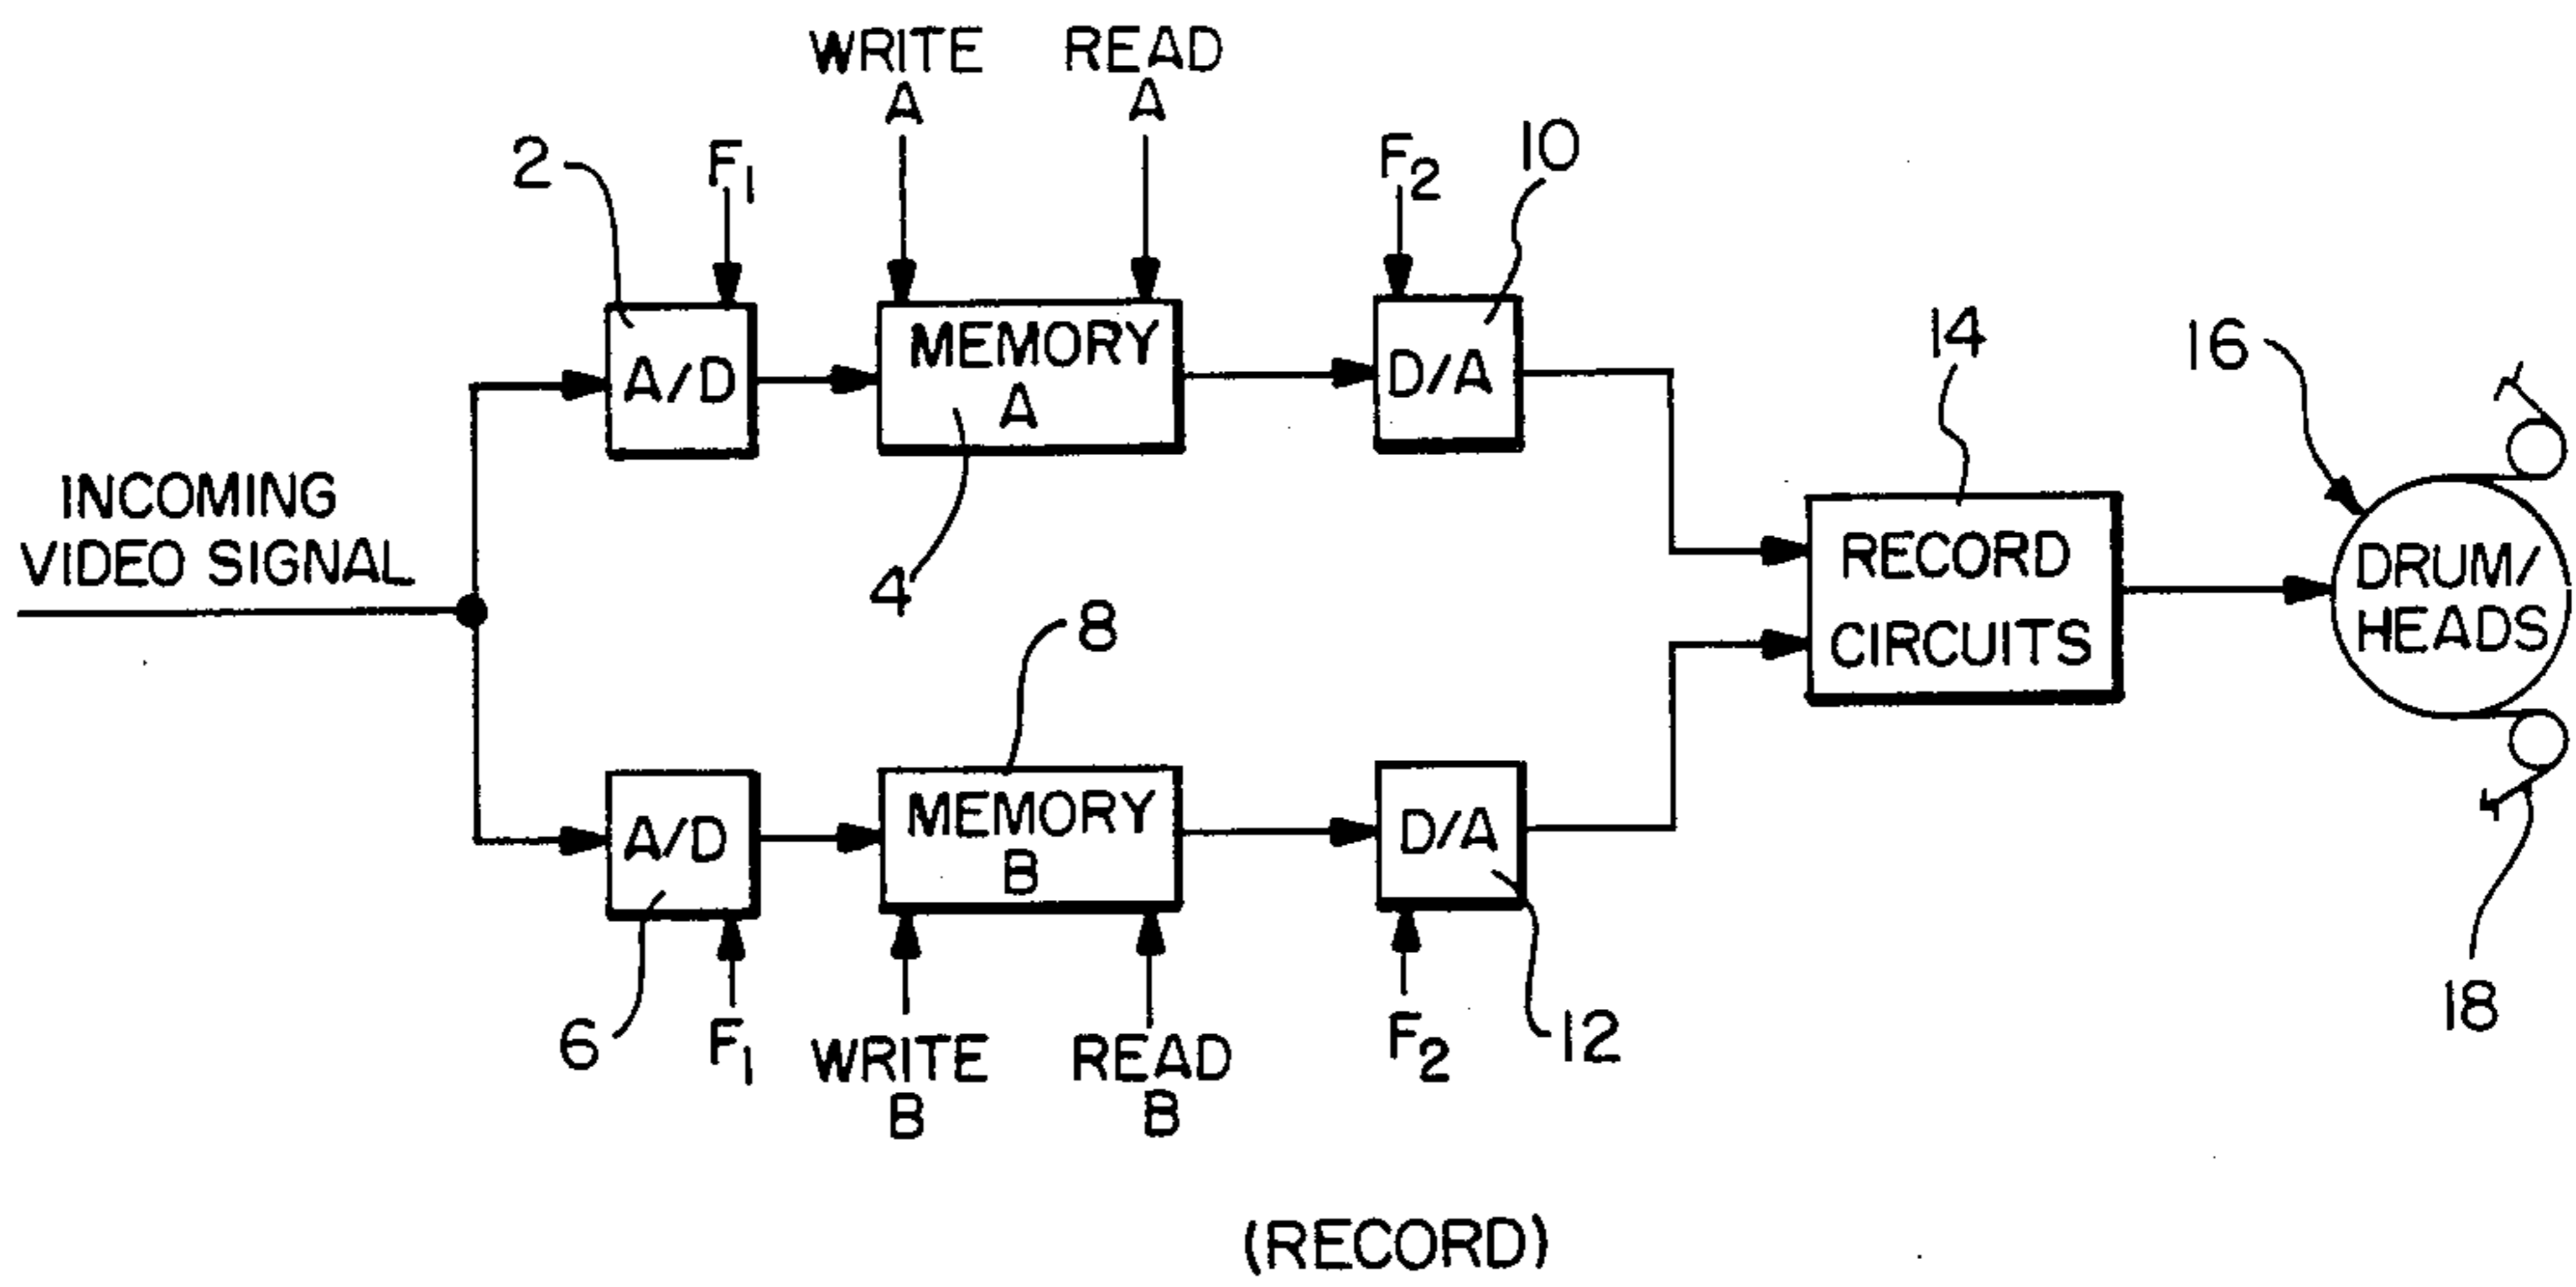 WRITE
A
READ
A
2
F1
F2
10
A/D
MEMORY
A
D/A
4
14
16
INCOMING
VIDEO SIGNAL
RECORD
CIRCUITS
DRUM/
HEADS
8
A/D
MEMORY
B
D/A
6
F1
WRITE
B
READ
B
F2
12
18
(RECORD)